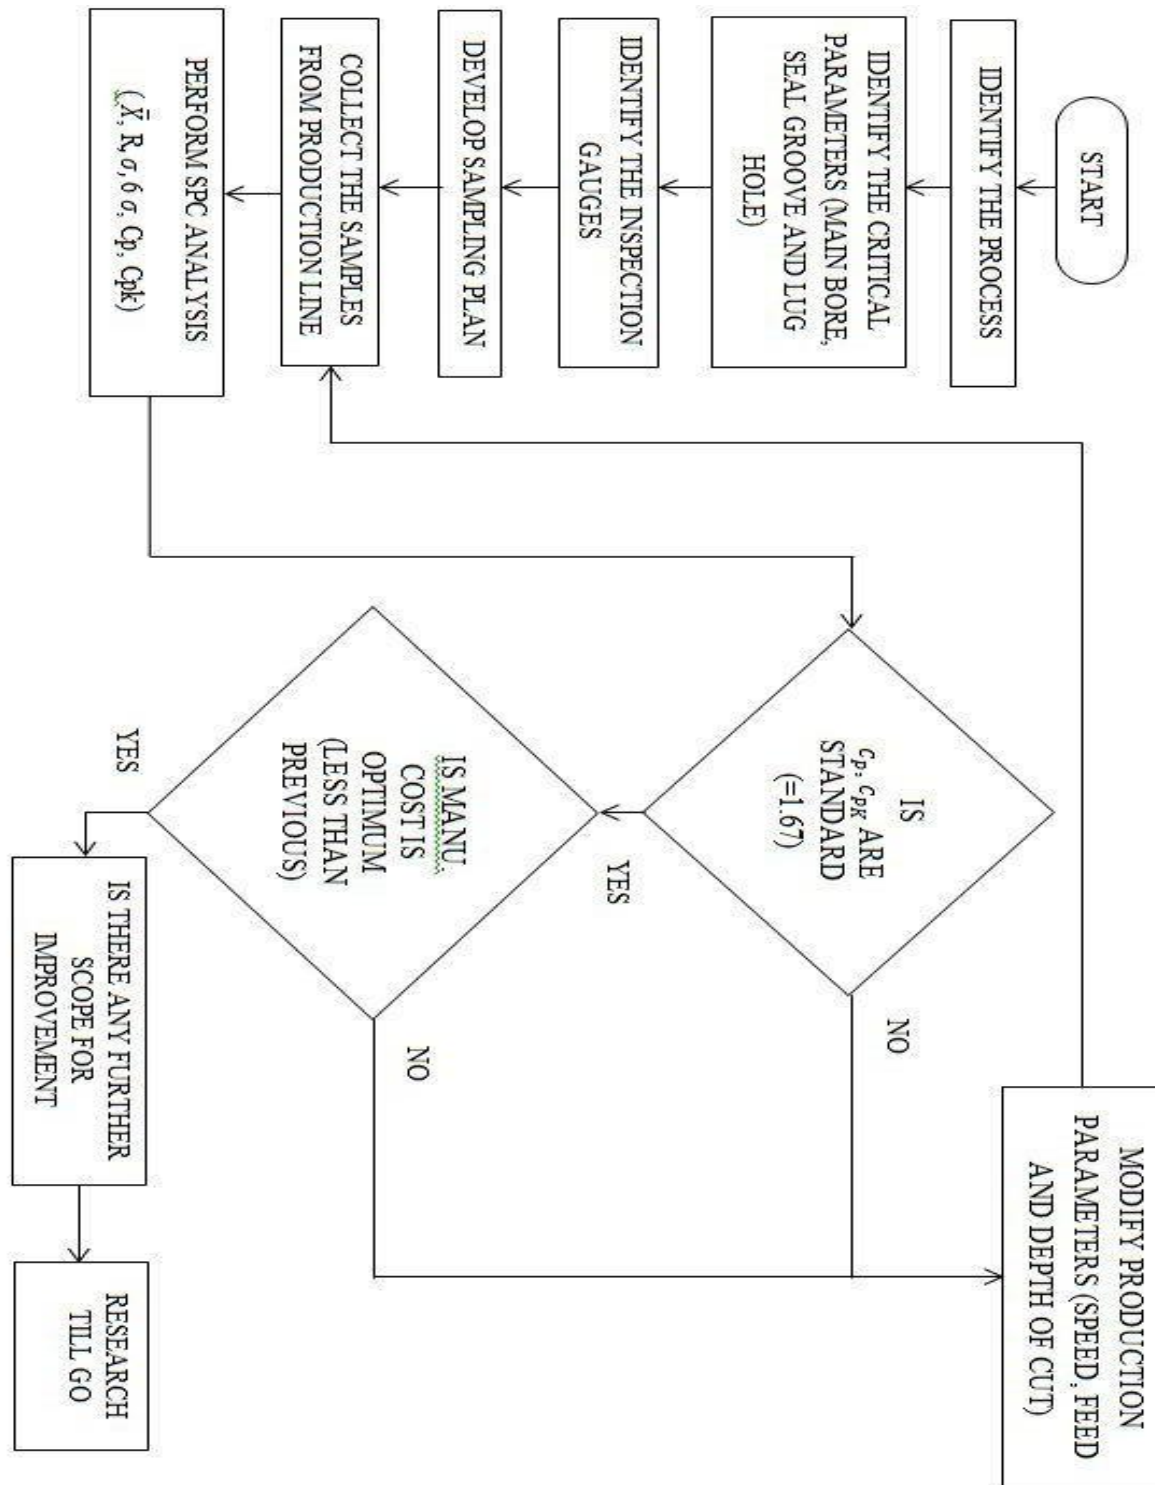 START
IDENTIFY THE PROCESS
IDENTIFY THE CRITICAL
PARAMETERS (MAIN BORE,
SEAL GROOVE AND LUG
HOLE)
IDENTIFY THE INSPECTION
GAUGES
DEVELOP SAMPLING PLAN
COLLECT THE SAMPLES
FROM PRODUCTION LINE
PERFORM SPC ANALYSIS
( X̄, R, σ, 6 σ, Cp, Cpk)
IS
Cp, CpK ARE
STANDARD
(=1.67)
YES
NO
IS MANU.
COST IS
OPTIMUM
(LESS THAN
PREVIOUS)
YES
NO
MODIFY PRODUCTION
PARAMETERS (SPEED, FEED
AND DEPTH OF CUT)
IS THERE ANY FURTHER
SCOPE FOR
IMPROVEMENT
RESEARCH
TILL GO